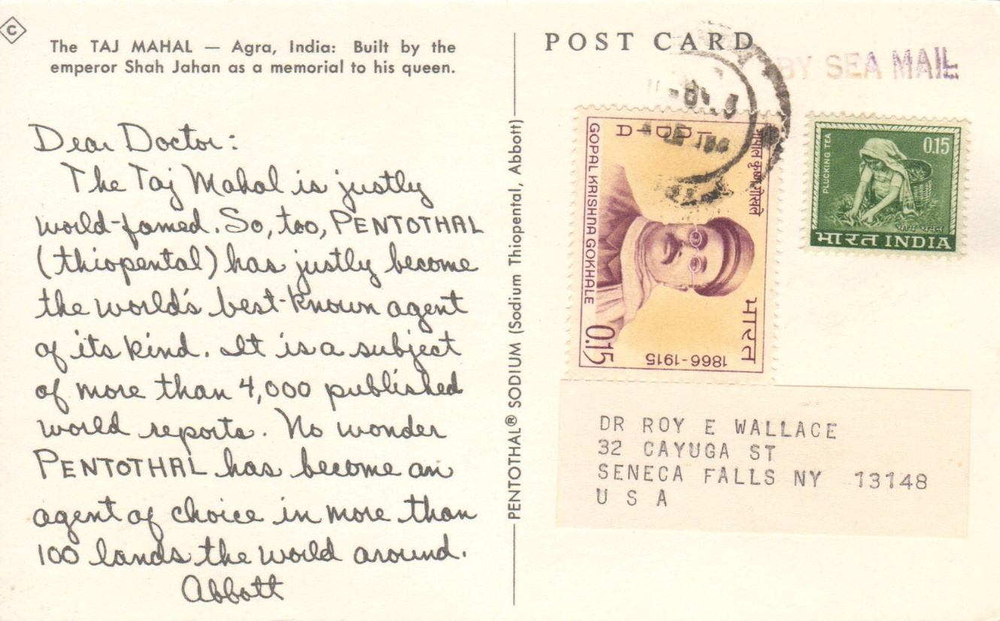 C
The TAJ MAHAL — Agra, India: Built by the
emperor Shah Jahan as a memorial to his queen.
Dear Doctor:
The Taj Mahal is justly
world-famed. So, too, PENTOTHAL
(thiopental) has justly become
the world's best-known agent
of its kind. It is a subject
of more than 4,000 published
world reports. No wonder
PENTOTHAL has become an
agent of choice in more than
100 lands the world around.
Abbott
PENTOTHAL® SODIUM (Sodium Thiopental, Abbott)
POST CARD
BY SEA MAIL
GOPAL KRISHNA GOKHALE
गोपाल कृष्ण गोखले
भारत
0.15
1866-1915
PLUCKING TEA
0.15
चाय चयन
भारत INDIA
DR ROY E WALLACE
32 CAYUGA ST
SENECA FALLS NY 13148
U S A